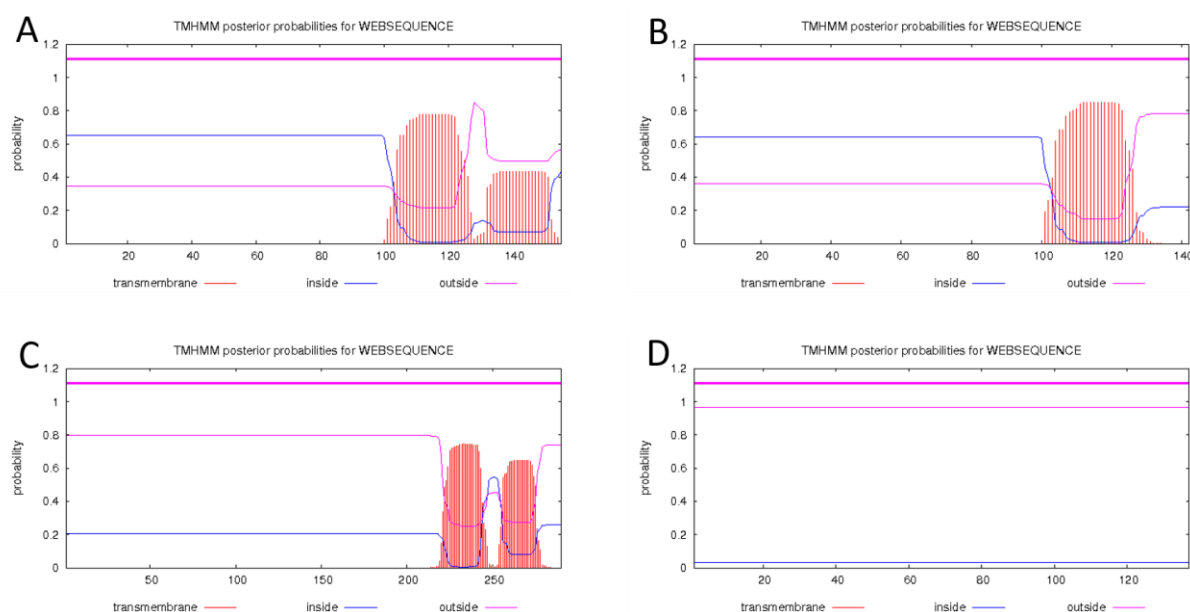 A
TMHMM posterior probabilities for WEBSEQUENCE
probability
1.2
1
0.8
0.6
0.4
0.2
0
20 40 60 80 100 120 140
transmembrane inside outside
B
TMHMM posterior probabilities for WEBSEQUENCE
probability
1.2
1
0.8
0.6
0.4
0.2
0
20 40 60 80 100 120 140
transmembrane inside outside
C
TMHMM posterior probabilities for WEBSEQUENCE
probability
1.2
1
0.8
0.6
0.4
0.2
0
50 100 150 200 250
transmembrane inside outside
D
TMHMM posterior probabilities for WEBSEQUENCE
probability
1.2
1
0.8
0.6
0.4
0.2
0
20 40 60 80 100 120
transmembrane inside outside